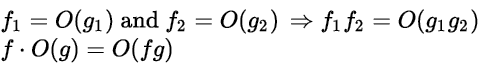 f₁ = O(g₁) and f₂ = O(g₂) ⇒ f₁f₂ = O(g₁g₂)
f · O(g) = O(fg)